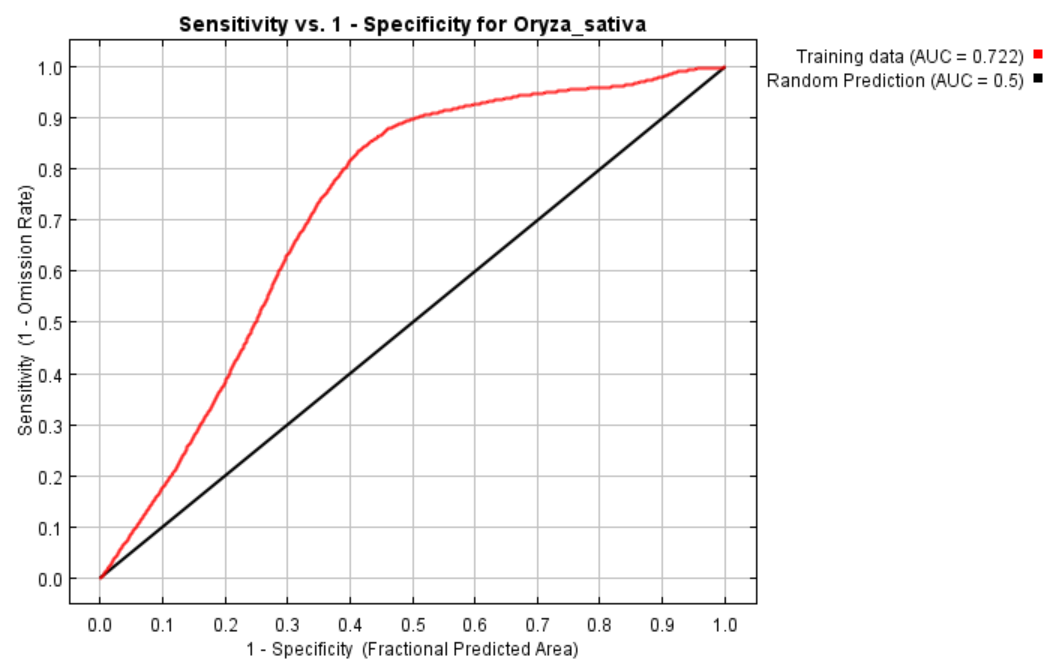 Sensitivity vs. 1 - Specificity for Oryza_sativa
Training data (AUC = 0.722)
Random Prediction (AUC = 0.5)
Sensitivity (1 - Omission Rate)
1.0
0.9
0.8
0.7
0.6
0.5
0.4
0.3
0.2
0.1
0.0
0.0 0.1 0.2 0.3 0.4 0.5 0.6 0.7 0.8 0.9 1.0
1 - Specificity (Fractional Predicted Area)